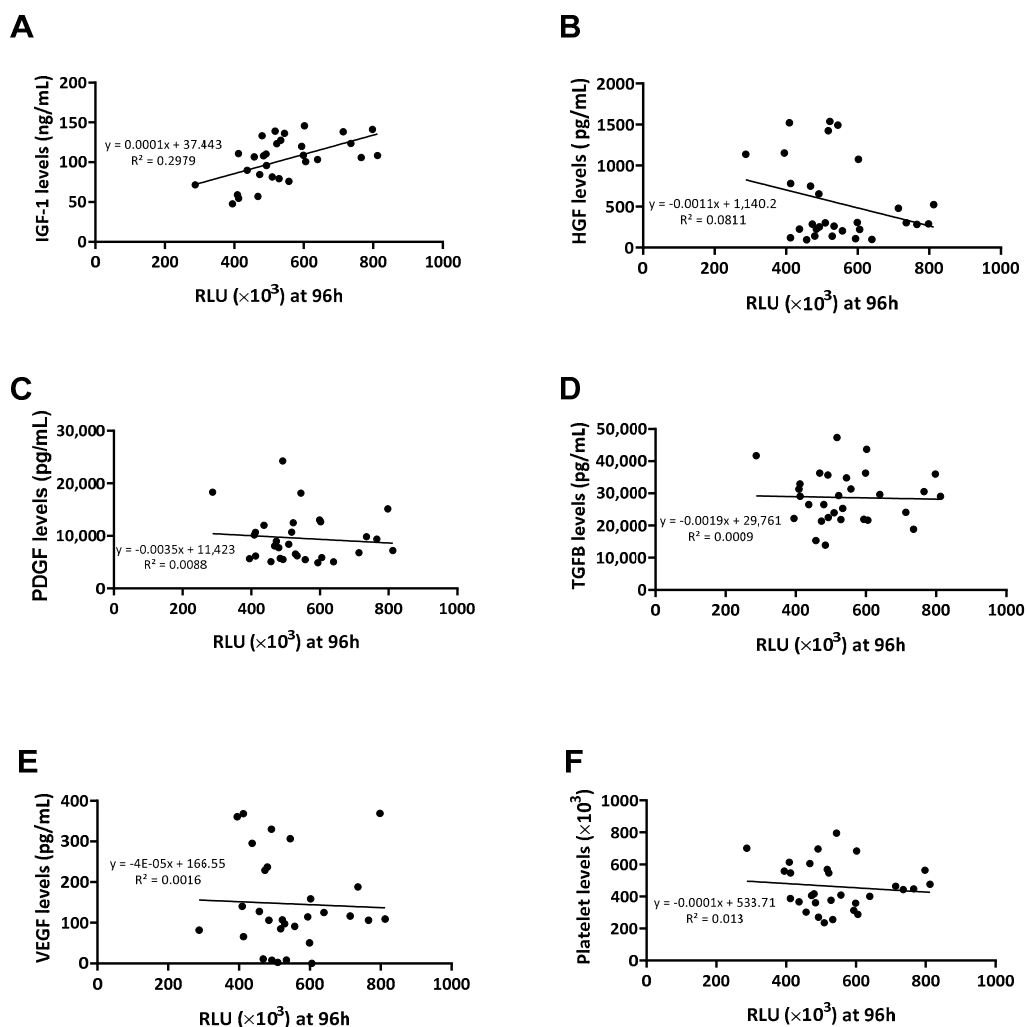 A
IGF-1 levels (ng/mL)
200
150
100
50
0
y = 0.0001x + 37.443
R² = 0.2979
0 200 400 600 800 1000
RLU (×10³) at 96h
B
HGF levels (pg/mL)
2000
1500
1000
500
0
y = -0.0011x + 1,140.2
R² = 0.0811
0 200 400 600 800 1000
RLU (×10³) at 96h
C
PDGF levels (pg/mL)
30,000
20,000
10,000
0
y = -0.0035x + 11,423
R² = 0.0088
0 200 400 600 800 1000
RLU (×10³) at 96h
D
TGFB levels (pg/mL)
50,000
40,000
30,000
20,000
10,000
0
y = -0.0019x + 29,761
R² = 0.0009
0 200 400 600 800 1000
RLU (×10³) at 96h
E
VEGF levels (pg/mL)
400
300
200
100
0
y = -4E-05x + 166.55
R² = 0.0016
0 200 400 600 800 1000
RLU (×10³) at 96h
F
Platelet levels (×10³)
1000
800
600
400
200
0
y = -0.0001x + 533.71
R² = 0.013
0 200 400 600 800 1000
RLU (×10³) at 96h